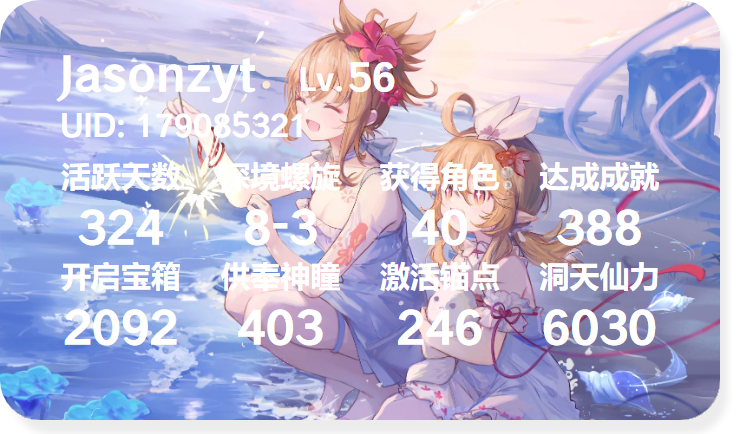 Jasonzyt. Lv.56
UID: 179085321
活跃天数 深境螺旋 获得角色 达成成就
324 8-3 40 388
开启宝箱 供奉神瞳 激活锚点 洞天仙力
2092 403 246 6030